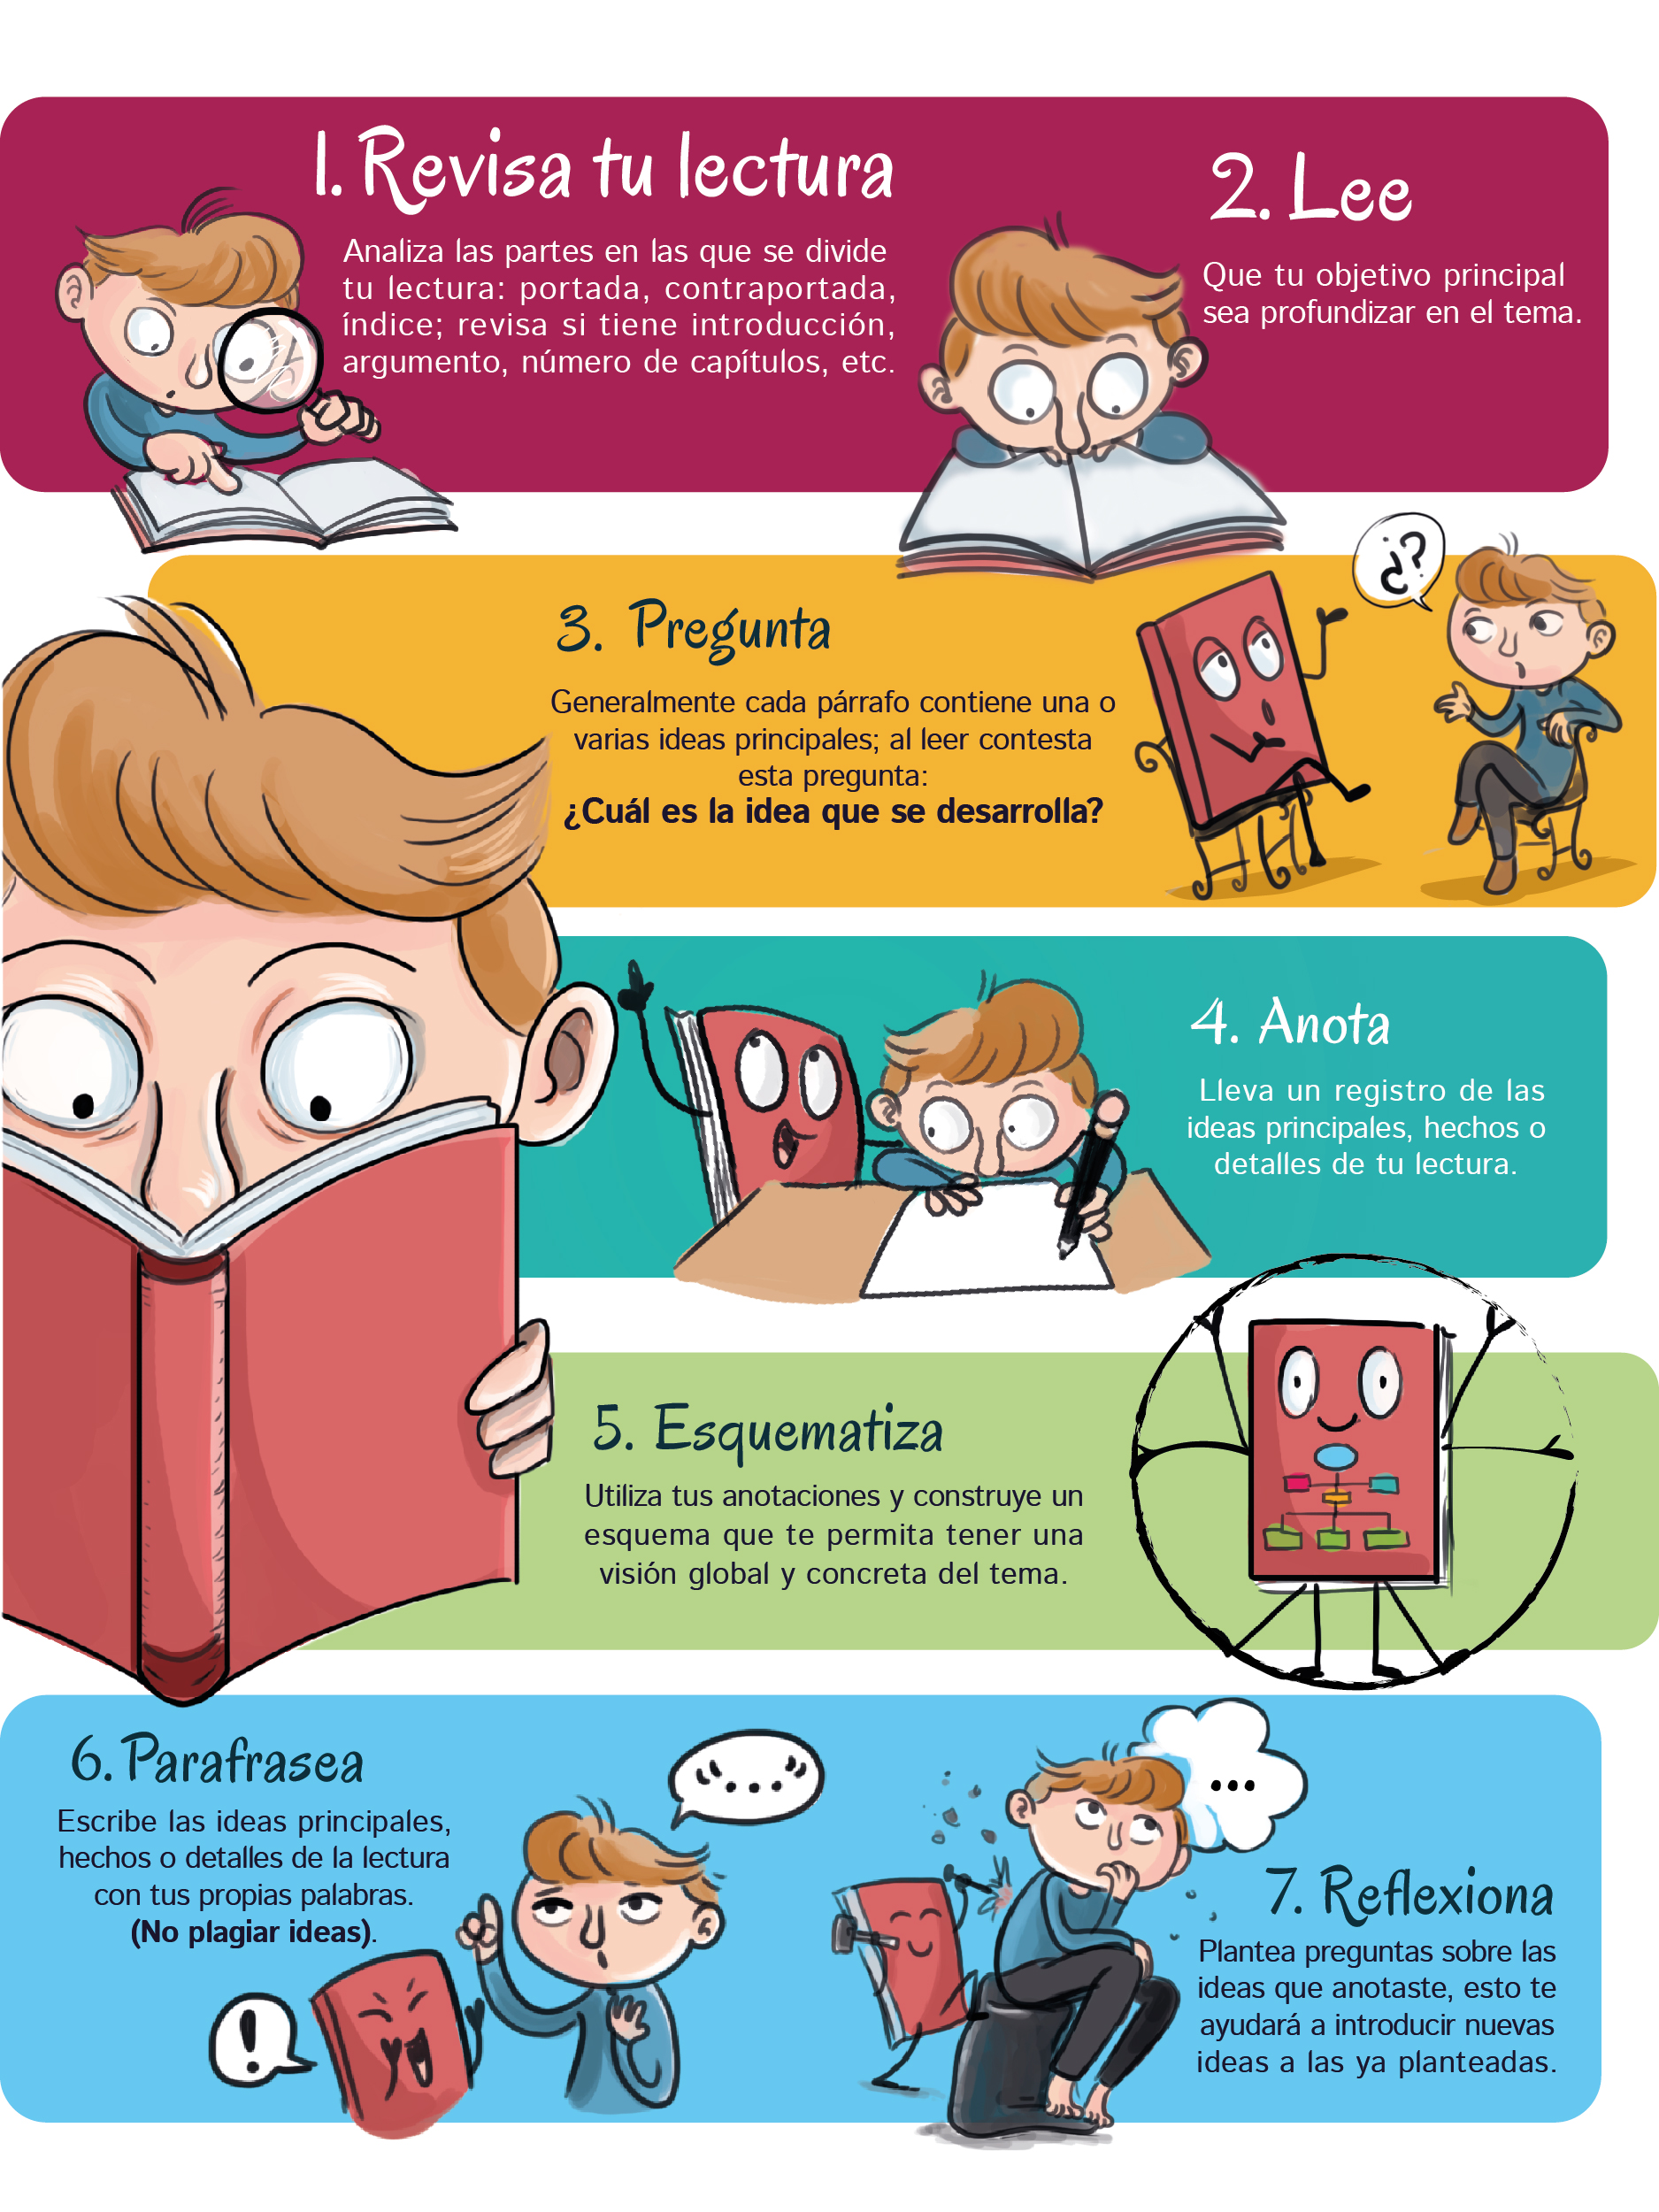 1. Revisa tu lectura
Analiza las partes en las que se divide
tu lectura: portada, contraportada,
índice; revisa si tiene introducción,
argumento, número de capítulos, etc.
2. Lee
Que tu objetivo principal
sea profundizar en el tema.
¿?
3. Pregunta
Generalmente cada párrafo contiene una o
varias ideas principales; al leer contesta
esta pregunta:
¿Cuál es la idea que se desarrolla?
4. Anota
Lleva un registro de las
ideas principales, hechos o
detalles de tu lectura.
5. Esquematiza
Utiliza tus anotaciones y construye un
esquema que te permita tener una
visión global y concreta del tema.
6. Parafrasea
Escribe las ideas principales,
hechos o detalles de la lectura
con tus propias palabras.
(No plagiar ideas).
"..."
!
...
7. Reflexiona
Plantea preguntas sobre las
ideas que anotaste, esto te
ayudará a introducir nuevas
ideas a las ya planteadas.